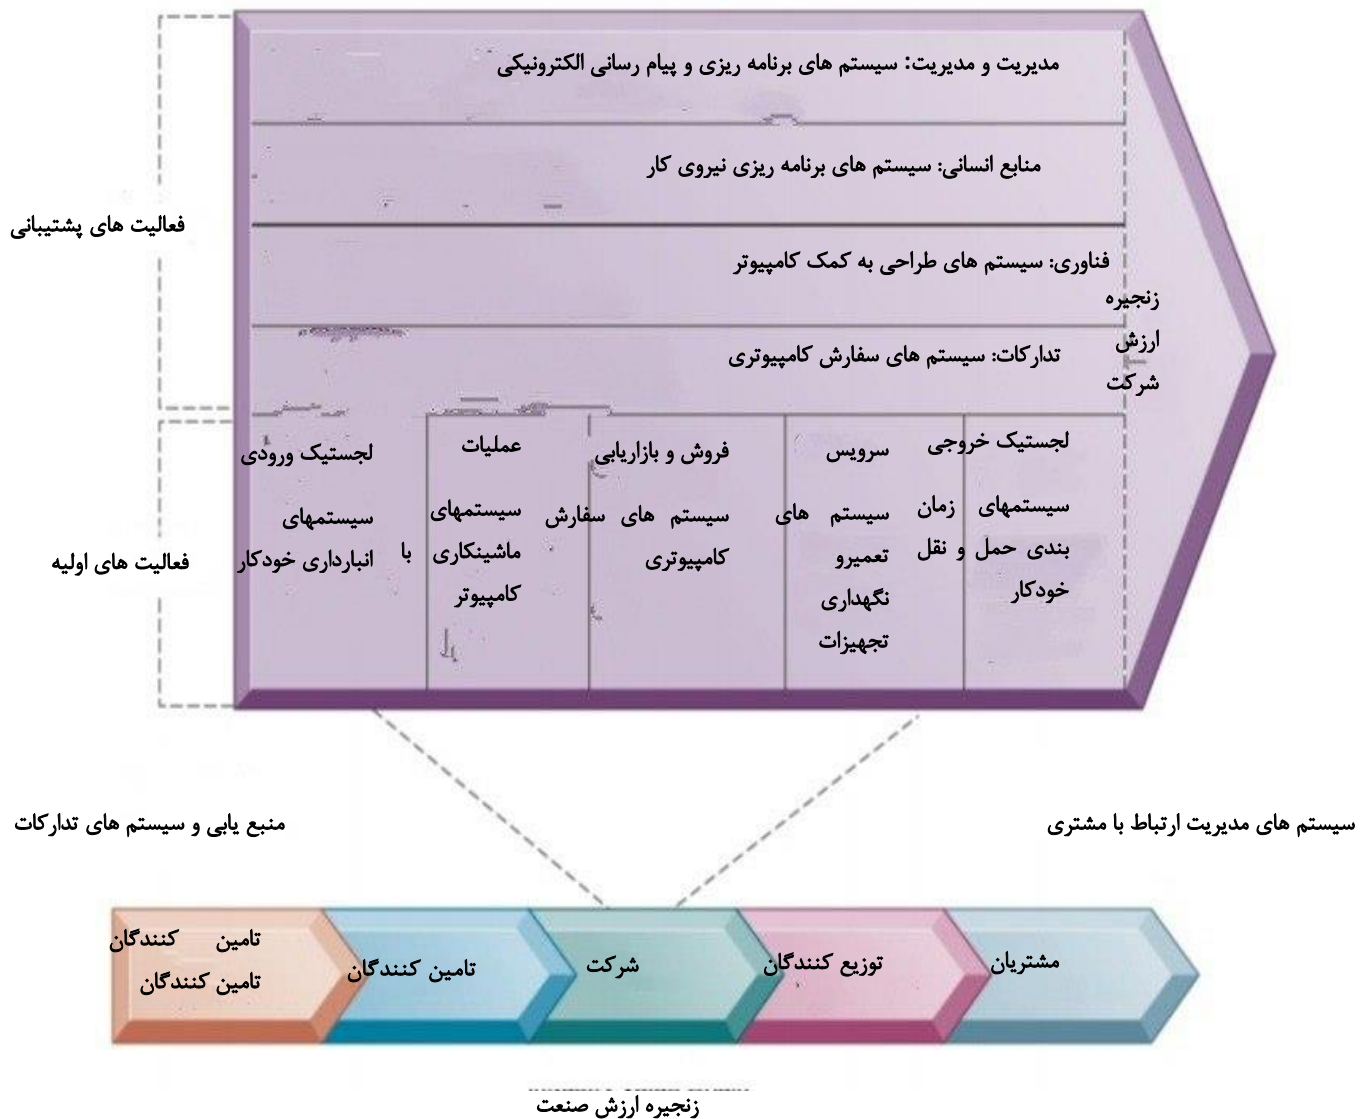 مدیریت و مدیریت: سیستم های برنامه ریزی و پیام رسانی الکترونیکی
منابع انسانی: سیستم های برنامه ریزی نیروی کار
فعالیت های پشتیبانی
فناوری: سیستم های طراحی به کمک کامپیوتر
زنجیره
ارزش
شرکت
تدارکات: سیستم های سفارش کامپیوتری
لجستیک خروجی
سیستمهای زمان
بندی حمل و نقل
خودکار
سرویس
سیستم های
تعمیرو
نگهداری
تجهیزات
فروش و بازاریابی
سیستم های سفارش
کامپیوتری
عملیات
سیستمهای
ماشینکاری با
کامپیوتر
لجستیک ورودی
سیستمهای
انبارداری خودکار
فعالیت های اولیه
سیستم های مدیریت ارتباط با مشتری
منبع یابی و سیستم های تدارکات
تامین کنندگان
تامین کنندگان
تامین کنندگان
شرکت
توزیع کنندگان
مشتریان
زنجیره ارزش صنعت